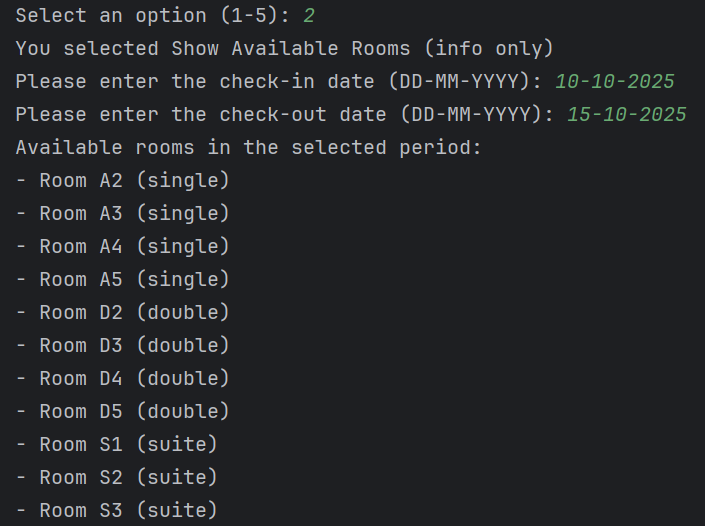 Select an option (1-5): 2
You selected Show Available Rooms (info only)
Please enter the check-in date (DD-MM-YYYY): 10-10-2025
Please enter the check-out date (DD-MM-YYYY): 15-10-2025
Available rooms in the selected period:
- Room A2 (single)
- Room A3 (single)
- Room A4 (single)
- Room A5 (single)
- Room D2 (double)
- Room D3 (double)
- Room D4 (double)
- Room D5 (double)
- Room S1 (suite)
- Room S2 (suite)
- Room S3 (suite)